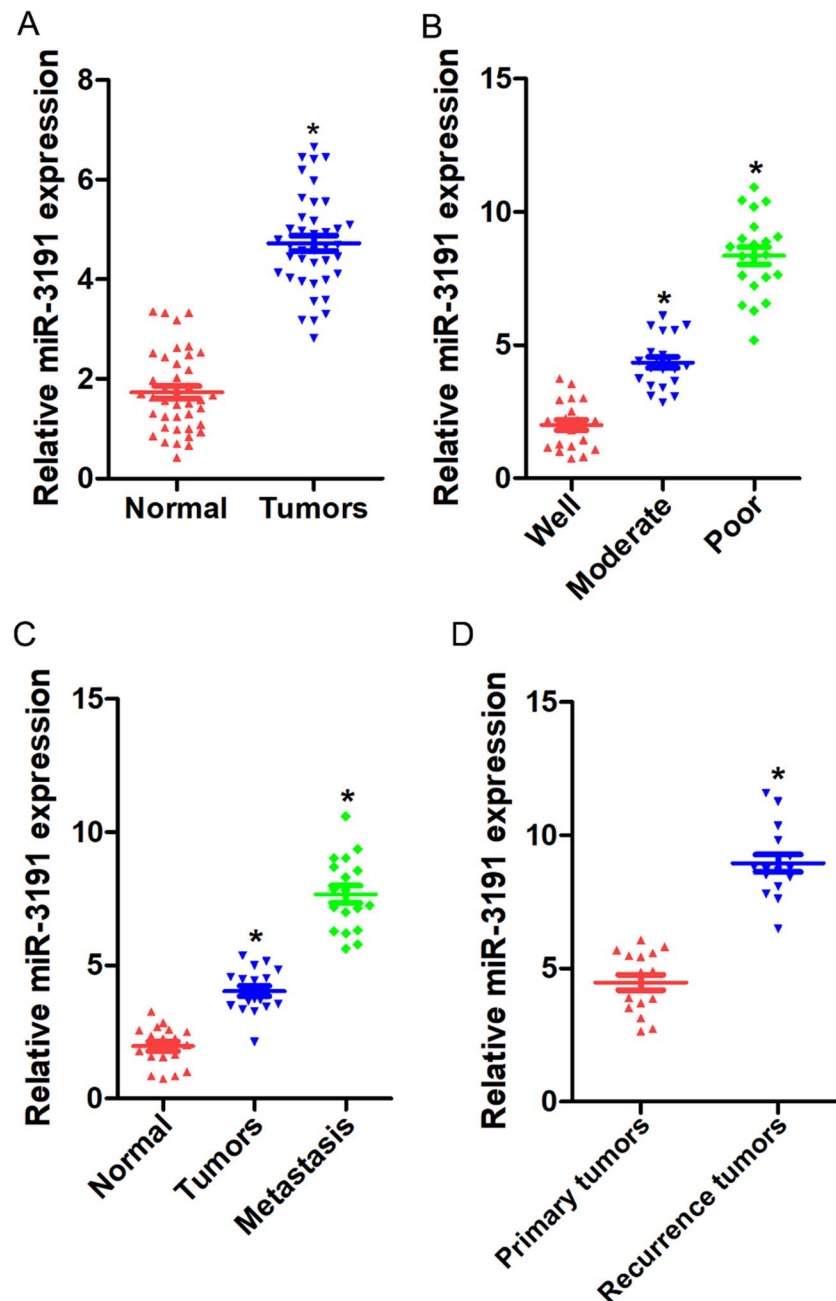 A
Relative miR-3191 expression
8
6
4
2
0
*
Normal
Tumors
B
Relative miR-3191 expression
15
10
5
0
*
*
Well
Moderate
Poor
C
Relative miR-3191 expression
15
10
5
0
*
*
Normal
Tumors
Metastasis
D
Relative miR-3191 expression
15
10
5
0
*
Primary tumors
Recurrence tumors